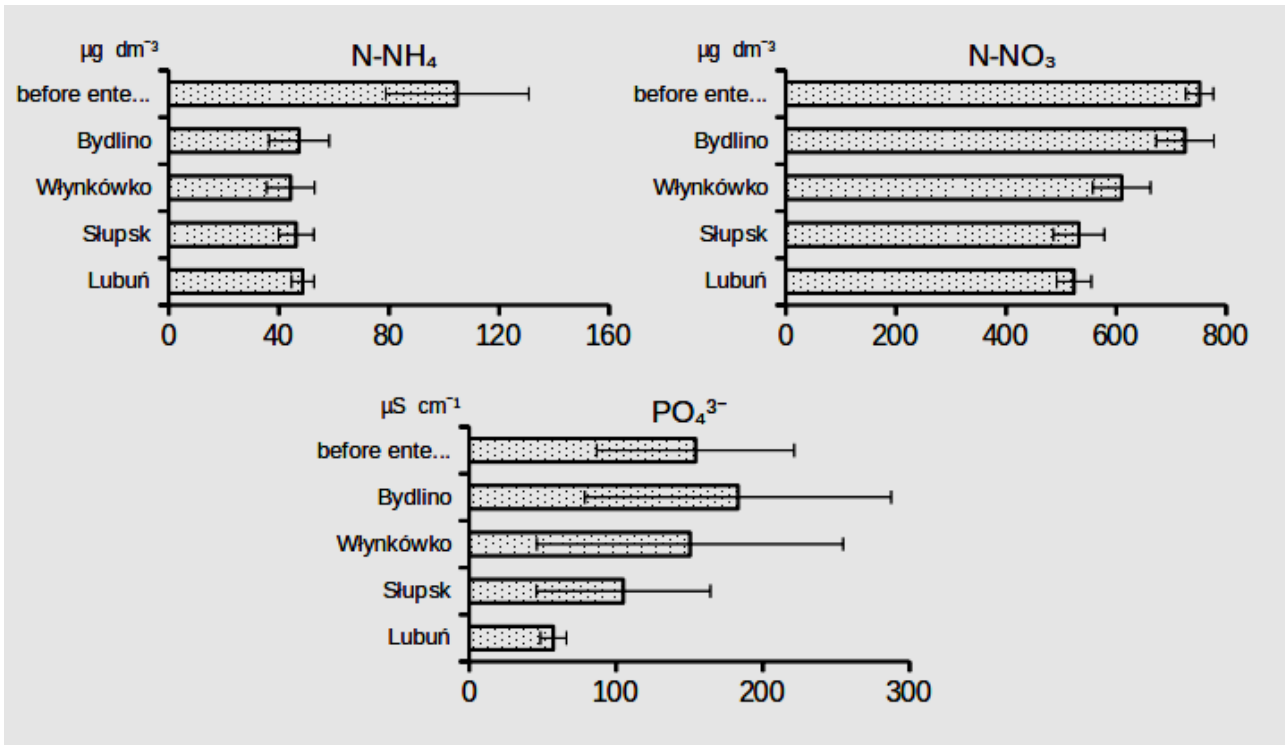 µg dm⁻³ N-NH₄
before ente...
Bydlino
Włynkówko
Słupsk
Lubuń
0 40 80 120 160
µg dm⁻³ N-NO₃
before ente...
Bydlino
Włynkówko
Słupsk
Lubuń
0 200 400 600 800
µS cm⁻¹ PO₄³⁻
before ente...
Bydlino
Włynkówko
Słupsk
Lubuń
0 100 200 300